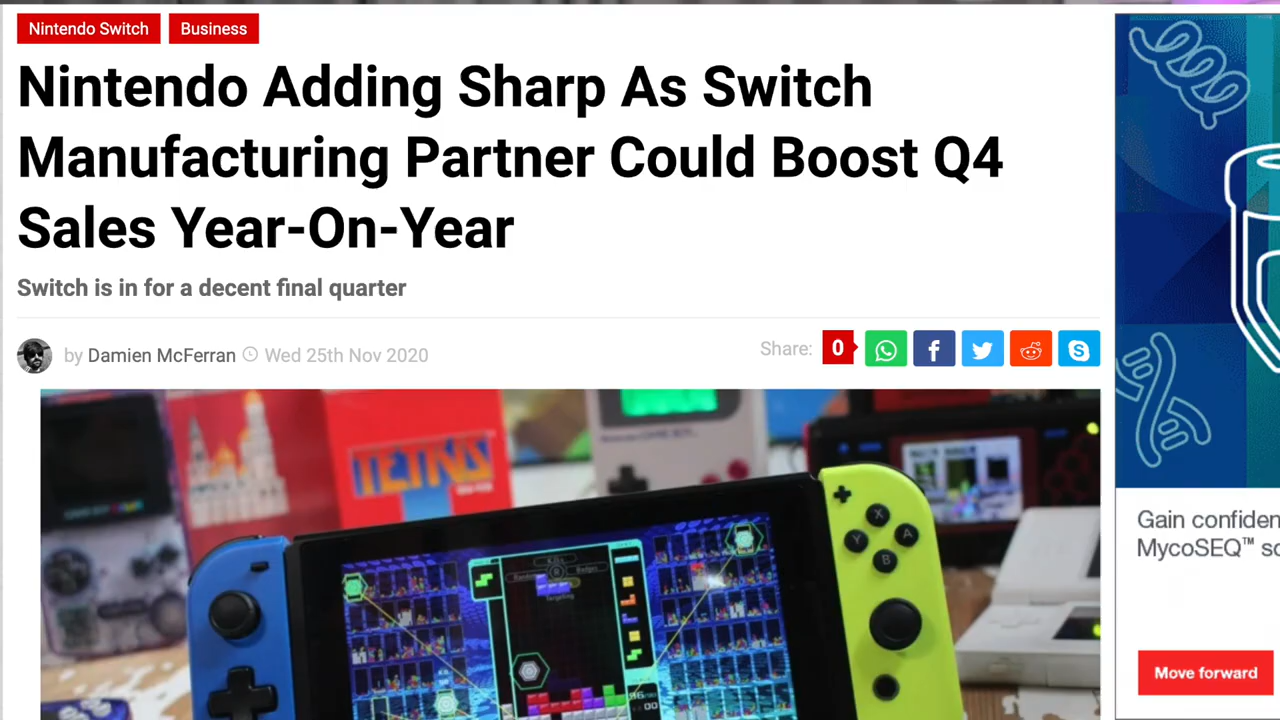 Nintendo Switch
Business
Nintendo Adding Sharp As Switch
Manufacturing Partner Could Boost Q4
Sales Year-On-Year
Switch is in for a decent final quarter
by Damien McFerran Wed 25th Nov 2020
Share: 0
TETRIS
X
Y
A
B
Gain confiden
MycoSEQ™ so
Move forward